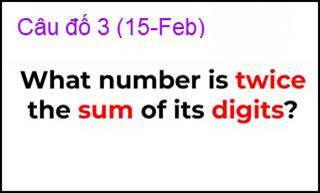 Câu đố 3 (15-Feb)
What number is twice
the sum of its digits?